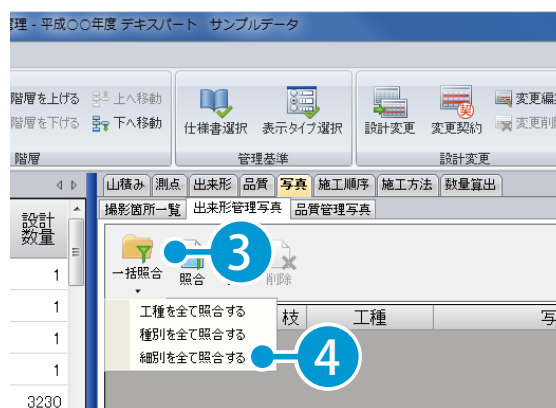 管理 - 平成○○年度 デキスパート サンプルデータ
階層を上げる 上へ移動
階層を下げる 下へ移動
仕様書選択 表示タイプ選択 設計変更 変更契約
契
変更編
変更削
階層 管理基準 設計変更
山積み 測点 出来形 品質 写真 施工順序 施工方法 数量算出
撮影箇所一覧 出来形管理写真 品質管理写真
設計
数量
一括照合 照合 削除
3
工種を全て照合する
種別を全て照合する
細別を全て照合する
4
枝 工種 写
1
1
1
1
3230